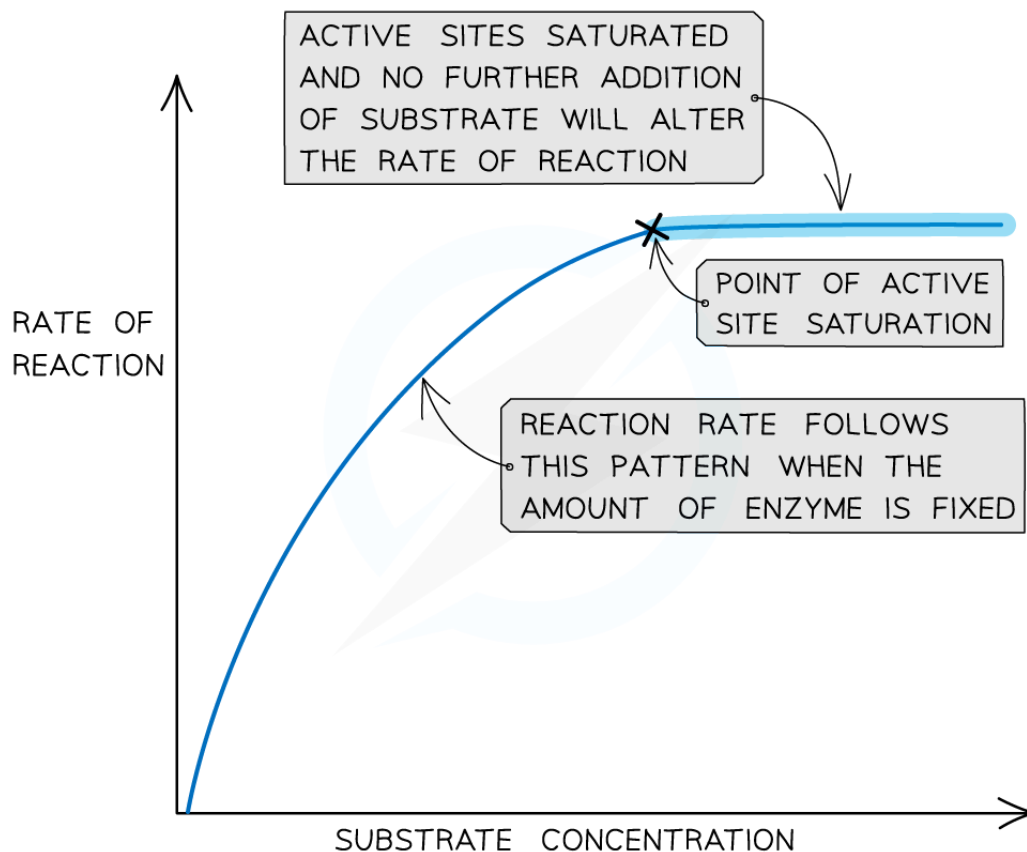 ACTIVE SITES SATURATED
AND NO FURTHER ADDITION
OF SUBSTRATE WILL ALTER
THE RATE OF REACTION
POINT OF ACTIVE
SITE SATURATION
RATE OF
REACTION
REACTION RATE FOLLOWS
THIS PATTERN WHEN THE
AMOUNT OF ENZYME IS FIXED
SUBSTRATE CONCENTRATION